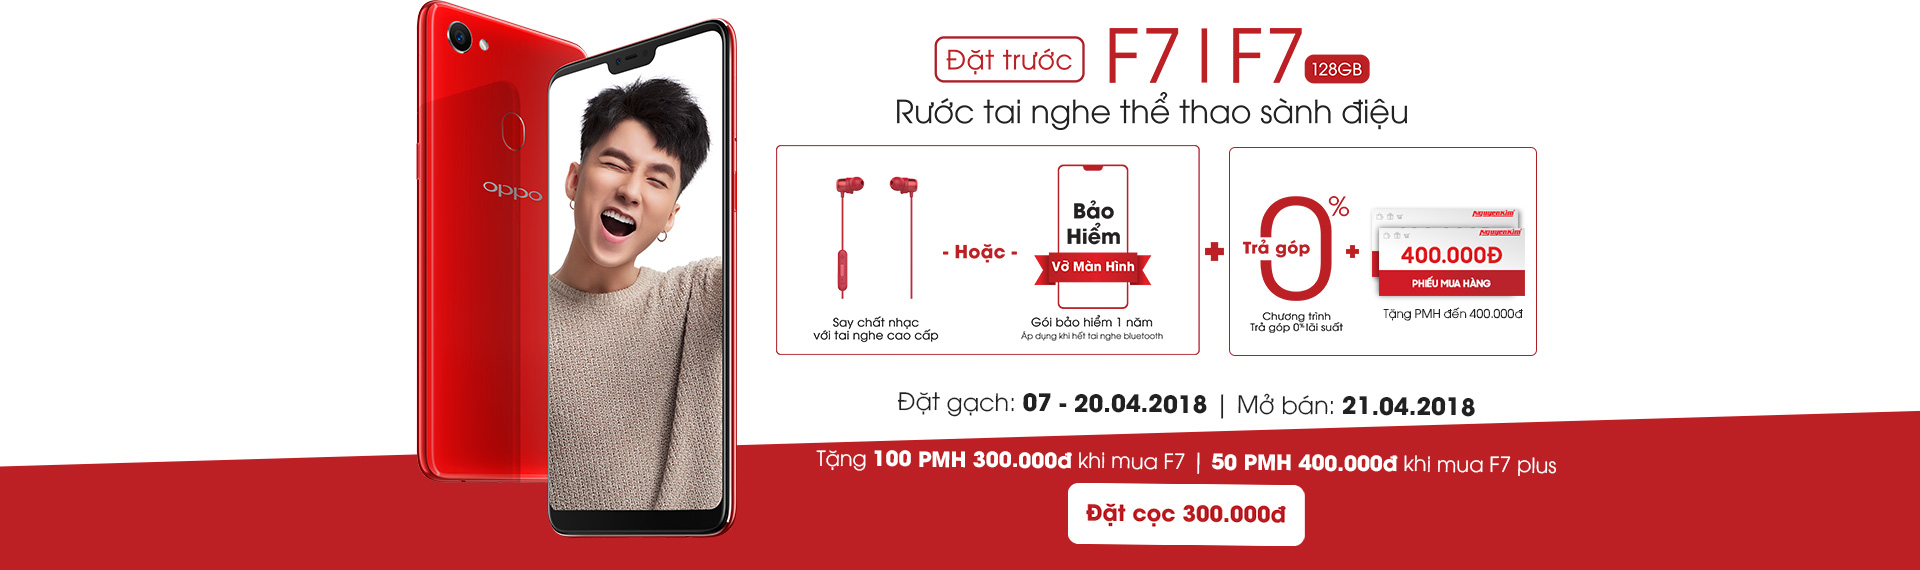 oppo
Đặt trước F7 | F7 128GB
Rước tai nghe thể thao sành điệu
Say chất nhạc
với tai nghe cao cấp
- Hoặc -
Bảo
Hiểm
Vỡ Màn Hình
Gói bảo hiểm 1 năm
Áp dụng khi hết tai nghe bluetooth
+
0%
Trả góp
Chương trình
Trả góp 0% lãi suất
+
NguyenKim
NguyenKim
400.000Đ
PHIẾU MUA HÀNG
Tặng PMH đến 400.000đ
Đặt gạch: 07 - 20.04.2018 | Mở bán: 21.04.2018
Tặng 100 PMH 300.000đ khi mua F7 | 50 PMH 400.000đ khi mua F7 plus
Đặt cọc 300.000đ